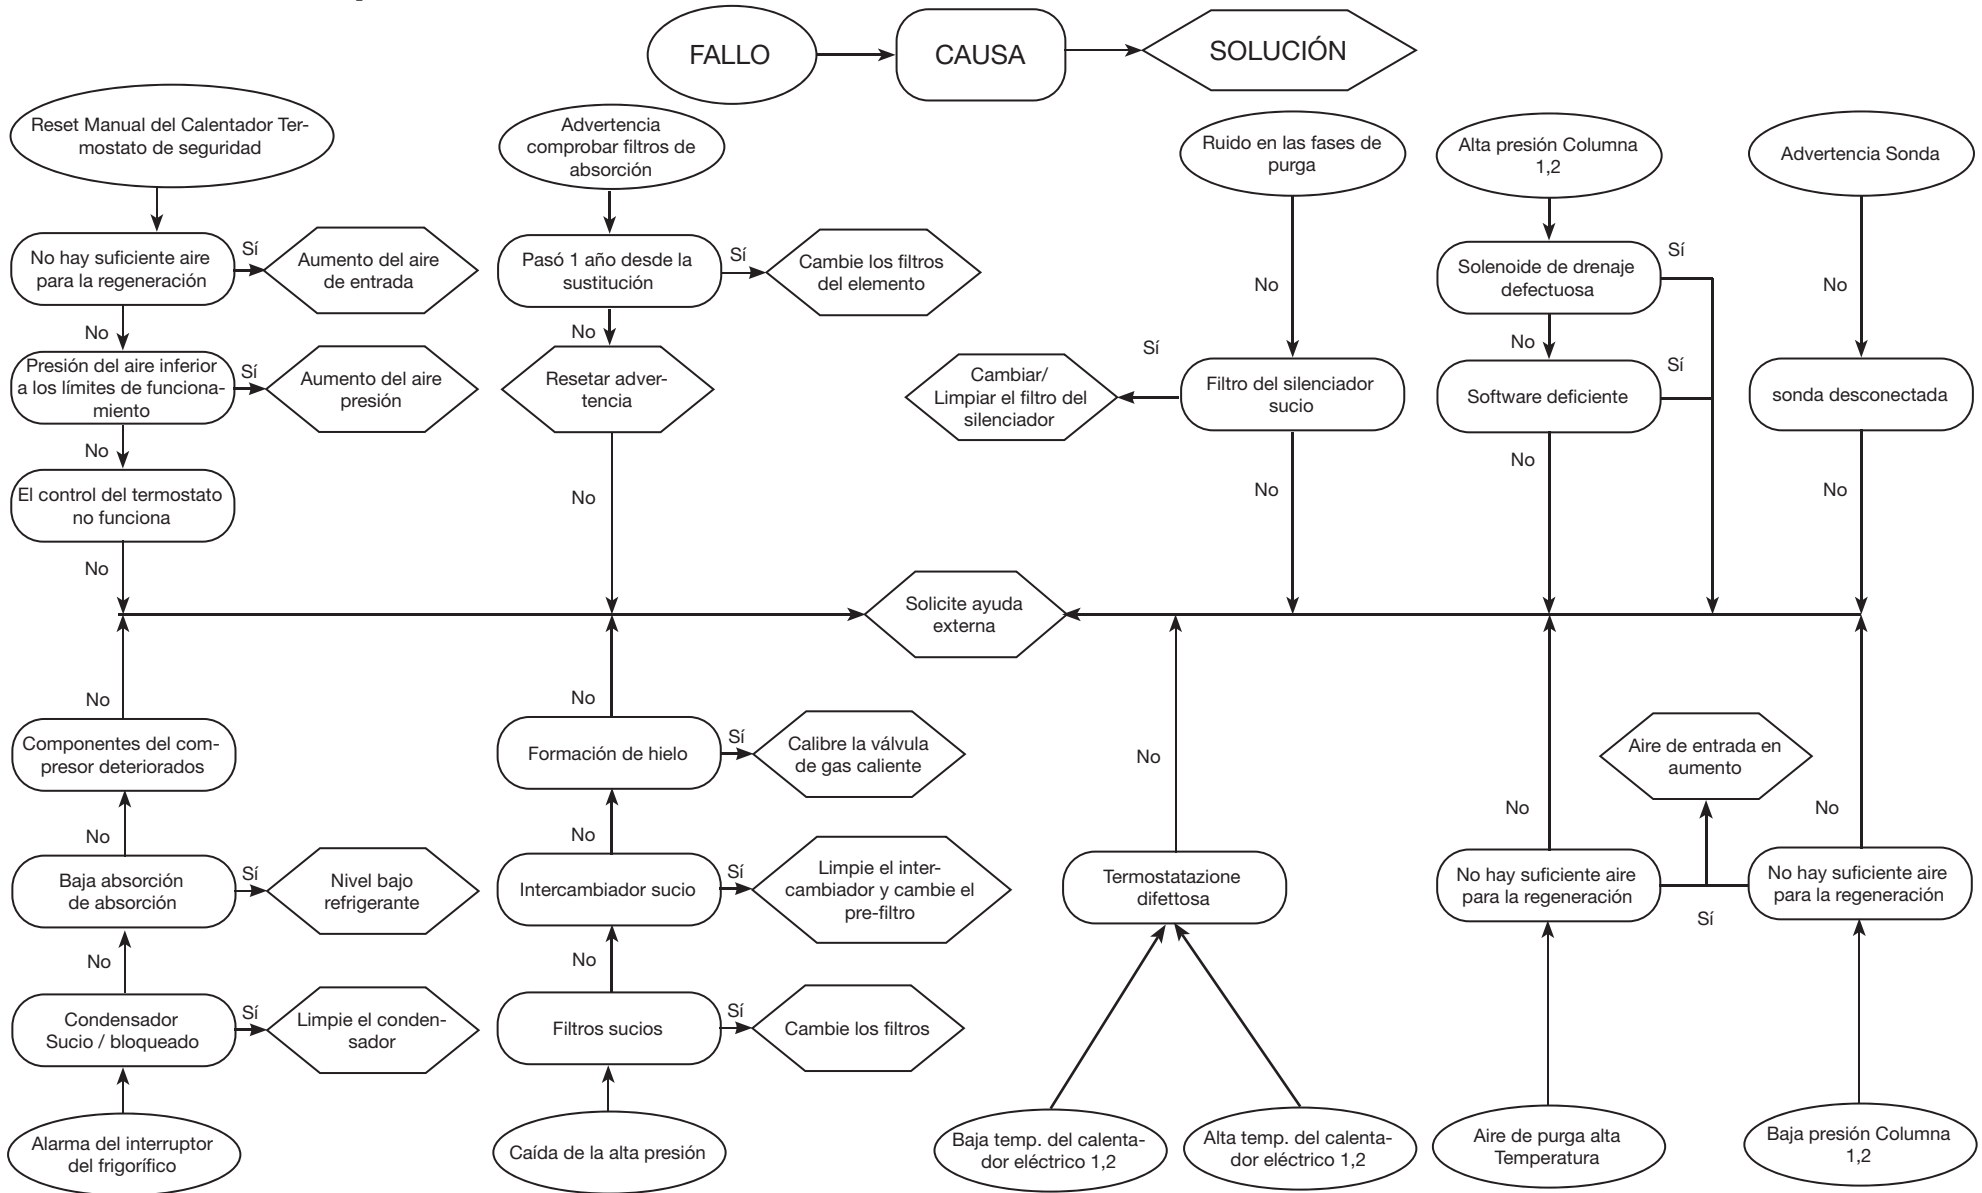 FALLO
CAUSA
SOLUCIÓN
Reset Manual del Calentador Ter-
mostato de seguridad
No hay suficiente aire
para la regeneración
Sí
Aumento del aire
de entrada
No
Presión del aire inferior
a los límites de funciona-
miento
Sí
Aumento del aire
presión
No
El control del termostato
no funciona
No
Advertencia
comprobar filtros de
absorción
Pasó 1 año desde la
sustitución
Sí
Cambie los filtros
del elemento
No
Resetar adver-
tencia
No
Ruido en las fases de
purga
No
Filtro del silenciador
sucio
Sí
Cambiar/
Limpiar el filtro del
silenciador
No
Alta presión Columna
1,2
Solenoide de drenaje
defectuosa
Sí
No
Software deficiente
Sí
No
Advertencia Sonda
No
sonda desconectada
No
Solicite ayuda
externa
No
Componentes del com-
presor deteriorados
No
Baja absorción
de absorción
Sí
Nivel bajo
refrigerante
No
Condensador
Sucio / bloqueado
Sí
Limpie el conden-
sador
Alarma del interruptor
del frigorífico
No
Formación de hielo
Sí
Calibre la válvula
de gas caliente
No
Intercambiador sucio
Sí
Limpie el inter-
cambiador y cambie el
pre-filtro
No
Filtros sucios
Sí
Cambie los filtros
Caída de la alta presión
No
Termostatazione
difettosa
Baja temp. del calenta-
dor eléctrico 1,2
Alta temp. del calenta-
dor eléctrico 1,2
No
No hay suficiente aire
para la regeneración
Aire de purga alta
Temperatura
Aire de entrada en
aumento
Sí
No
No hay suficiente aire
para la regeneración
Baja presión Columna
1,2